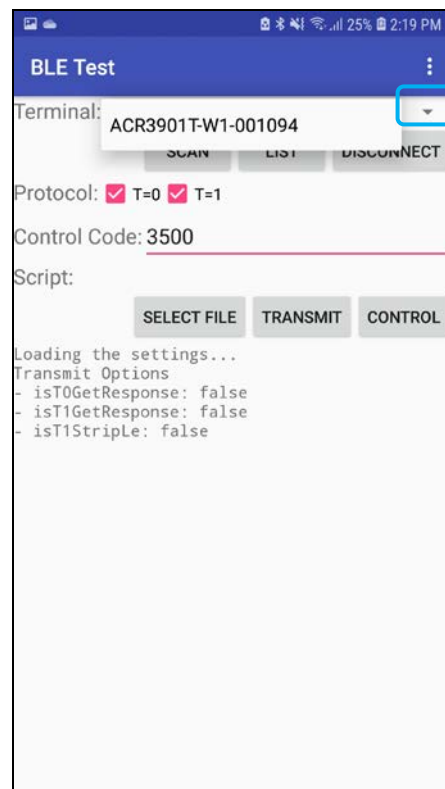 25% 2:19 PM
BLE Test
Terminal:
ACR3901T-W1-001094
SCAN LIST DISCONNECT
Protocol: T=0 T=1
Control Code: 3500
Script:
SELECT FILE TRANSMIT CONTROL
Loading the settings...
Transmit Options
- isT0GetResponse: false
- isT1GetResponse: false
- isT1StripLe: false